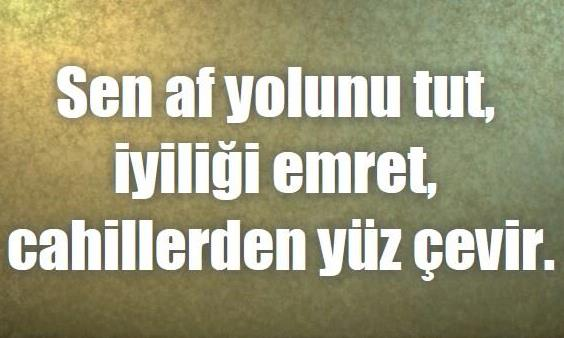 Sen af yolunu tut,
iyiliği emret,
cahillerden yüz çevir.